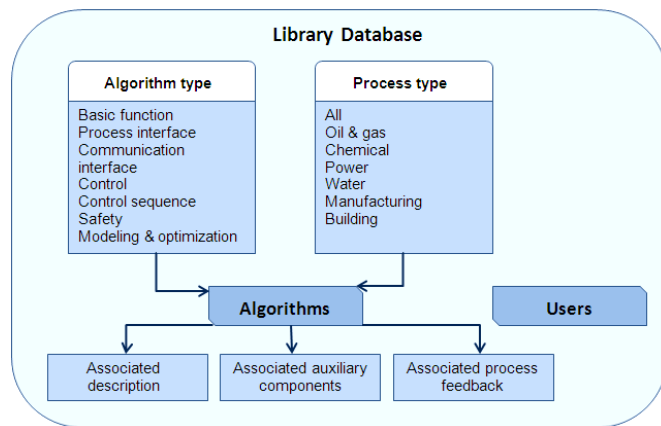 Library Database
Algorithm type
Basic function
Process interface
Communication
interface
Control
Control sequence
Safety
Modeling & optimization
Process type
All
Oil & gas
Chemical
Power
Water
Manufacturing
Building
Algorithms
Users
Associated
description
Associated auxiliary
components
Associated process
feedback